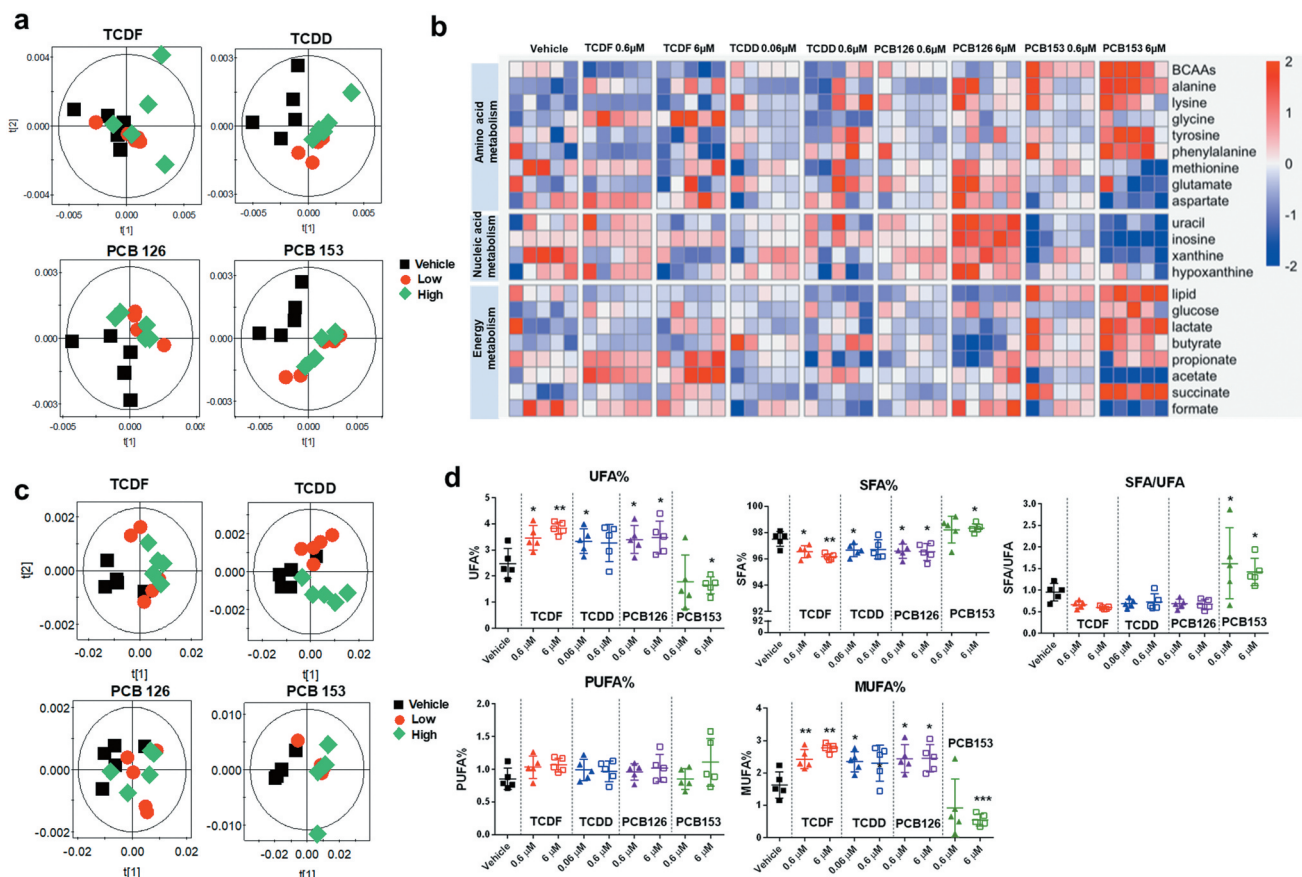 a
TCDF
TCDD
0.004
0.000
-0.004
t[2]
-0.005 0.000 0.005
t[1]
0.003
0.000
-0.003
-0.005 0.000 0.005
t[1]
PCB 126
PCB 153
0.003
0.000
-0.003
-0.005 0.000
t[1]
0.003
0.000
-0.003
-0.005 0.000 0.005
t[1]
Vehicle
Low
High
b
Vehicle TCDF 0.6μM TCDF 6μM TCDD 0.06μM TCDD 0.6μM PCB126 0.6μM PCB126 6μM PCB153 0.6μM PCB153 6μM
Amino acid
metabolism
BCAAs
alanine
lysine
glycine
tyrosine
phenylalanine
methionine
glutamate
aspartate
Nucleic acid
metabolism
uracil
inosine
xanthine
hypoxanthine
Energy
metabolism
lipid
glucose
lactate
butyrate
propionate
acetate
succinate
formate
2
1
0
-1
-2
c
TCDF
TCDD
0.002
0.000
-0.002
t[2]
-0.02 0.00 0.02
t[1]
0.002
0.000
-0.002
-0.02 0.00 0.02
t[1]
PCB 126
PCB 153
0.002
0.000
-0.002
-0.02 0.00 0.02
t[1]
0.010
0.000
-0.010
-0.02 0.00 0.02
t[1]
Vehicle
Low
High
d
UFA%
UFA%
5
4
3
2
1
0
* ** * * * *
TCDF TCDD PCB126 PCB153
Vehicle 0.6 μM 6 μM 0.06 μM 0.6 μM 0.6 μM 6 μM 0.6 μM 6 μM
SFA%
SFA%
100
98
96
94
92
92
0
* ** * * * *
TCDF TCDD PCB126 PCB153
Vehicle 0.6 μM 6 μM 0.06 μM 0.6 μM 0.6 μM 6 μM 0.6 μM 6 μM
SFA/UFA
SFA/UFA
3.0
2.5
2.0
1.5
1.0
0.5
0.0
* *
TCDF TCDD PCB126 PCB153
Vehicle 0.6 μM 6 μM 0.06 μM 0.6 μM 0.6 μM 6 μM 0.6 μM 6 μM
PUFA%
PUFA%
2.0
1.5
1.0
0.5
0.0
TCDF TCDD PCB126 PCB153
Vehicle 0.6 μM 6 μM 0.06 μM 0.6 μM 0.6 μM 6 μM 0.6 μM 6 μM
MUFA%
MUFA%
4
3
2
1
0
** ** * * * ***
PCB153
TCDF TCDD PCB126
Vehicle 0.6 μM 6 μM 0.06 μM 0.6 μM 0.6 μM 6 μM 0.6 μM 6 μM